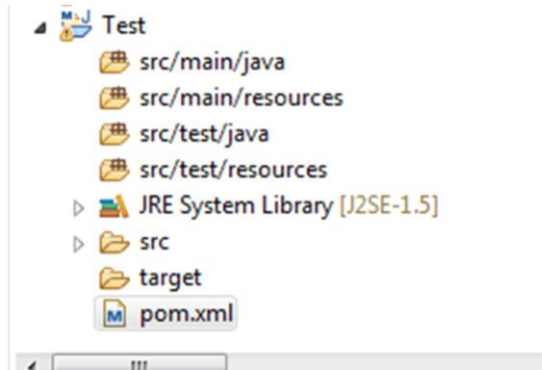 Test
src/main/java
src/main/resources
src/test/java
src/test/resources
JRE System Library [J2SE-1.5]
src
target
pom.xml